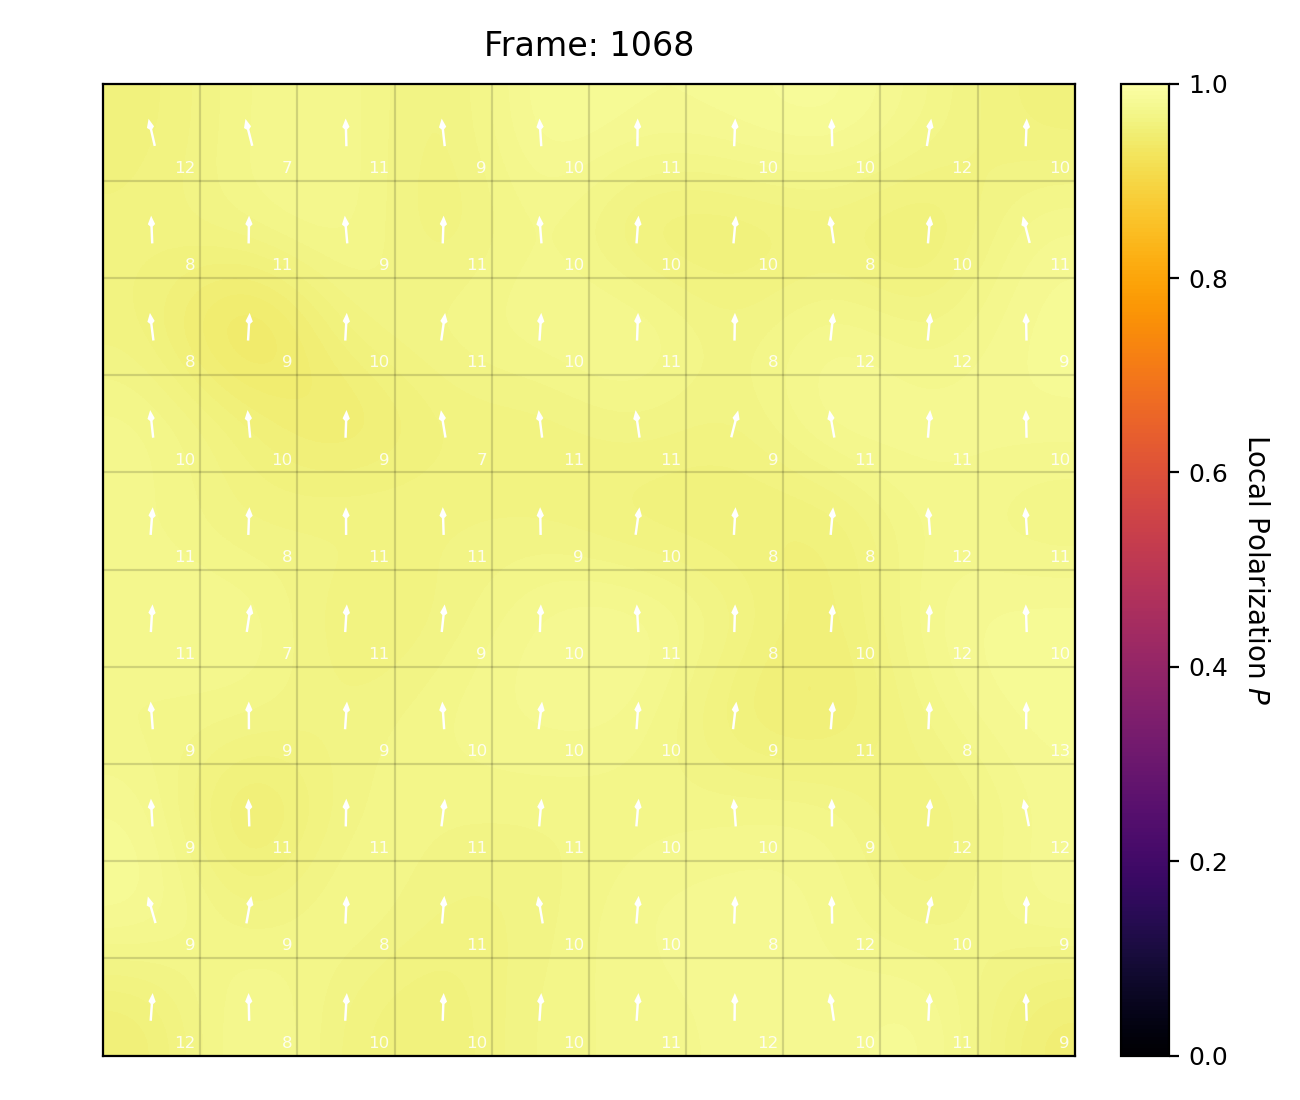 Frame: 1068
12 7 11 9 10 11 10 10 12 10
8 11 9 11 10 10 10 8 10 11
8 9 10 11 10 11 8 12 12 9
10 10 9 7 11 11 9 11 11 10
11 8 11 11 9 10 8 8 12 11
11 7 11 9 10 11 8 10 12 10
9 9 9 10 10 10 9 11 8 13
9 11 11 11 11 10 10 9 12 12
9 9 8 11 10 10 8 12 10 9
12 8 10 10 10 11 12 10 11 9
1.0
0.8
0.6
0.4
0.2
0.0
Local Polarization P